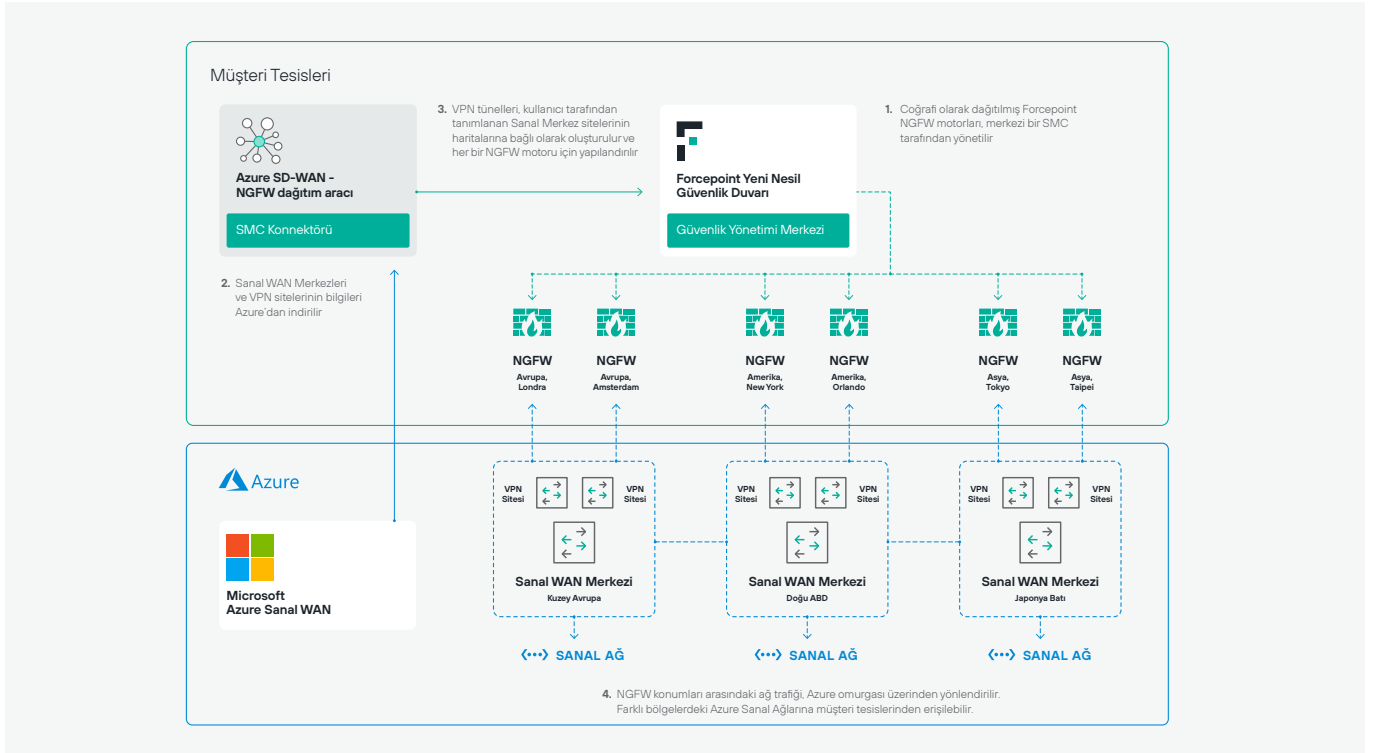 Müşteri Tesisleri
Azure SD-WAN -
NGFW dağıtım aracı
SMC Konnektörü
3. VPN tünelleri, kullanıcı tarafından
tanımlanan Sanal Merkez sitelerinin
haritalarına bağlı olarak oluşturulur ve
her bir NGFW motoru için yapılandırılır
Forcepoint Yeni Nesil
Güvenlik Duvarı
Güvenlik Yönetimi Merkezi
1. Coğrafi olarak dağıtılmış Forcepoint
NGFW motorları, merkezi bir SMC
tarafından yönetilir
2. Sanal WAN Merkezleri
ve VPN sitelerinin bilgileri
Azure'dan indirilir
NGFW
Avrupa,
Londra
NGFW
Avrupa,
Amsterdam
NGFW
Amerika,
New York
NGFW
Amerika,
Orlando
NGFW
Asya,
Tokyo
NGFW
Asya,
Taipei
Azure
Microsoft
Azure Sanal WAN
VPN
Sitesi
VPN
Sitesi
Sanal WAN Merkezi
Kuzey Avrupa
SANAL AĞ
VPN
Sitesi
VPN
Sitesi
Sanal WAN Merkezi
Doğu ABD
SANAL AĞ
VPN
Sitesi
VPN
Sitesi
Sanal WAN Merkezi
Japonya Batı
SANAL AĞ
4. NGFW konumları arasındaki ağ trafiği, Azure omurgası üzerinden yönlendirilir.
Farklı bölgelerdeki Azure Sanal Ağlarına müşteri tesislerinden erişilebilir.